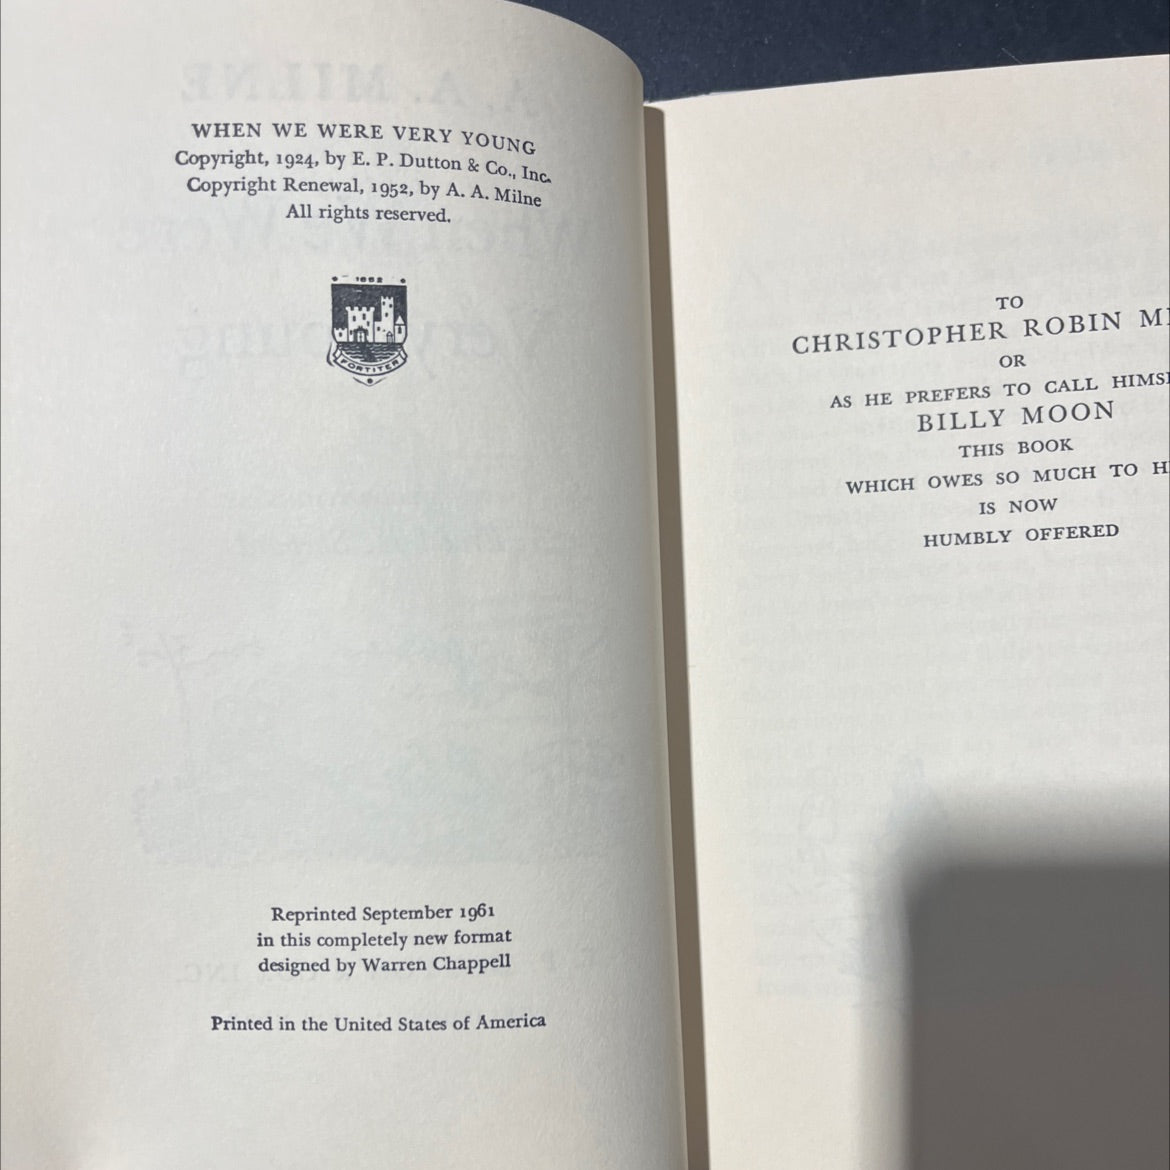 WHEN WE WERE VERY YOUNG
Copyright, 1924, by E. P. Dutton & Co., Inc.
Copyright Renewal, 1952, by A. A. Milne
All rights reserved.
1852
FORTITER
Reprinted September 1961
in this completely new format
designed by Warren Chappell
Printed in the United States of America
TO
CHRISTOPHER ROBIN
OR
AS HE PREFERS TO CALL
BILLY MOON
THIS BOOK
WHICH OWES SO MUCH TO
IS NOW
HUMBLY OFFERED